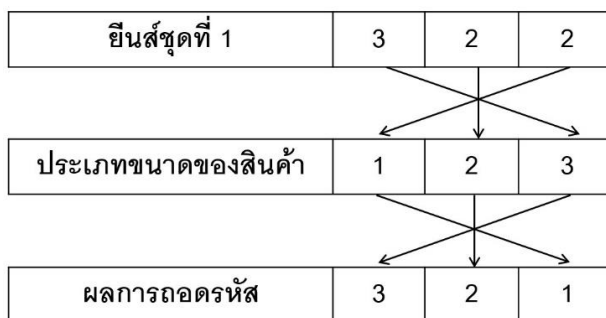 ยีนส์ชุดที่ 1 3 2 2
ประเภทขนาดของสินค้า 1 2 3
ผลการถอดรหัส 3 2 1